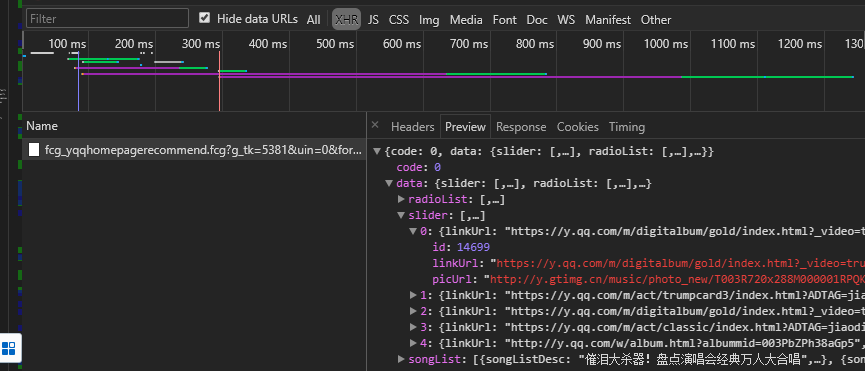 Filter
Hide data URLs All XHR JS CSS Img Media Font Doc WS Manifest Other
100 ms 200 ms 300 ms 400 ms 500 ms 600 ms 700 ms 800 ms 900 ms 1000 ms 1100 ms 1200 ms 130
Name
× Headers Preview Response Cookies Timing
fcg_yqqhomepagerecommend.fcg?g_tk=5381&uin=0&for...
{code: 0, data: {slider: [,…], radioList: [,…],…}}
code: 0
data: {slider: [,…], radioList: [,…],…}
radioList: [,…]
slider: [,…]
0: {linkUrl: "https://y.qq.com/m/digitalbum/gold/index.html?_video=t
id: 14699
linkUrl: "https://y.qq.com/m/digitalbum/gold/index.html?_video=tru
picUrl: "http://y.gtimg.cn/music/photo_new/T003R720x288M000001RPQK
1: {linkUrl: "https://y.qq.com/m/act/trumpcard3/index.html?ADTAG=jiao
2: {linkUrl: "https://y.qq.com/m/digitalbum/gold/index.html?_video=t
3: {linkUrl: "https://y.qq.com/m/act/classic/index.html?ADTAG=jiaodi
4: {linkUrl: "http://y.qq.com/w/album.html?albummid=003PbZPh38aGp5",
songList: [{songListDesc: "催泪大杀器！盘点演唱会经典万人大合唱",…}, {so